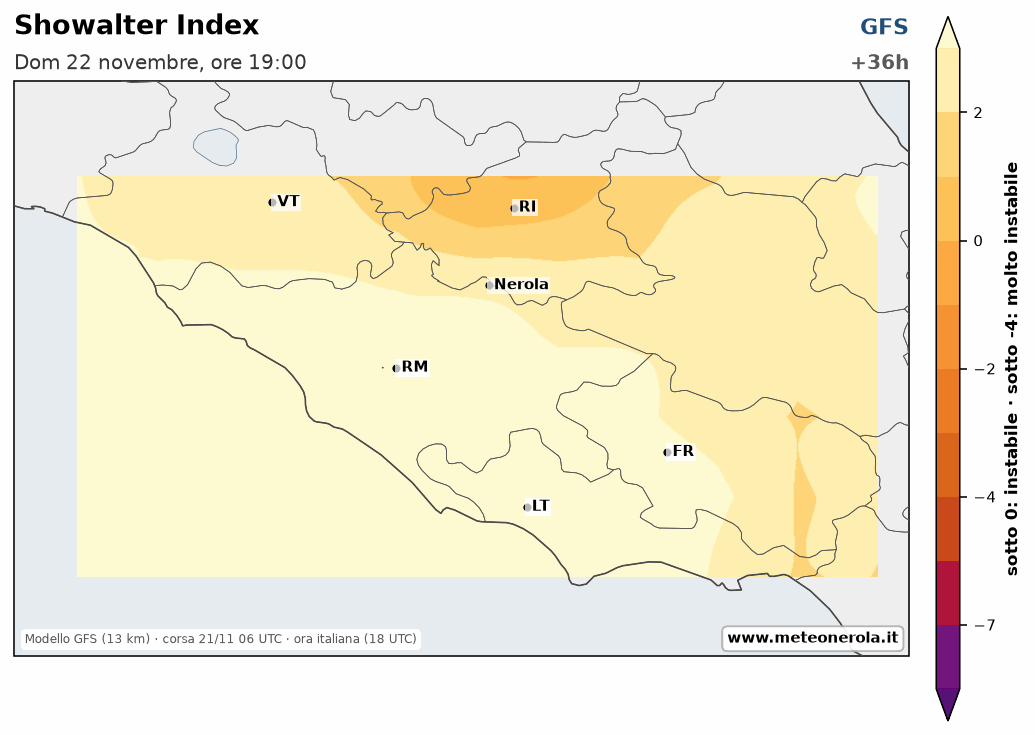 Showalter Index
GFS
Dom 22 novembre, ore 19:00
+36h
VT
RI
Nerola
RM
FR
LT
2
0
−2
−4
−7
sotto 0: instabile · sotto -4: molto instabile
Modello GFS (13 km) · corsa 21/11 06 UTC · ora italiana (18 UTC)
www.meteonerola.it